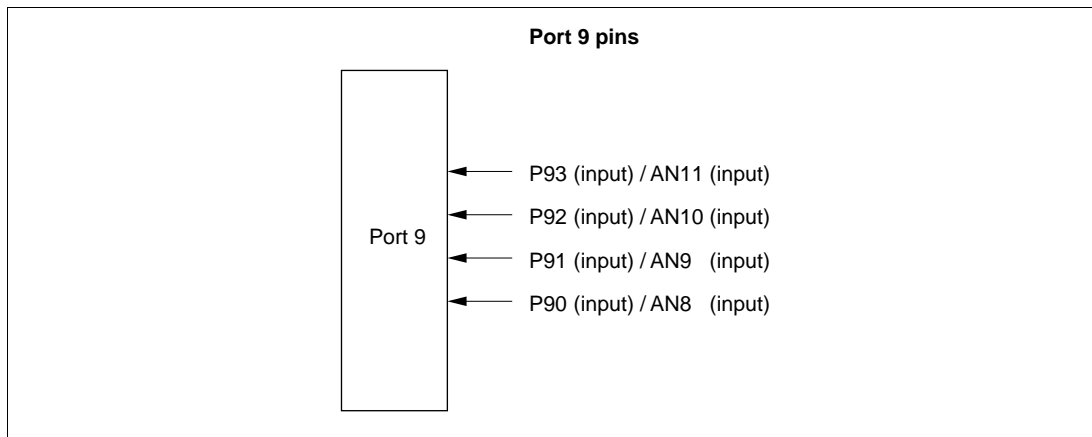 Port 9 pins
P93 (input) / AN11 (input)
P92 (input) / AN10 (input)
Port 9
P91 (input) / AN9 (input)
P90 (input) / AN8 (input)